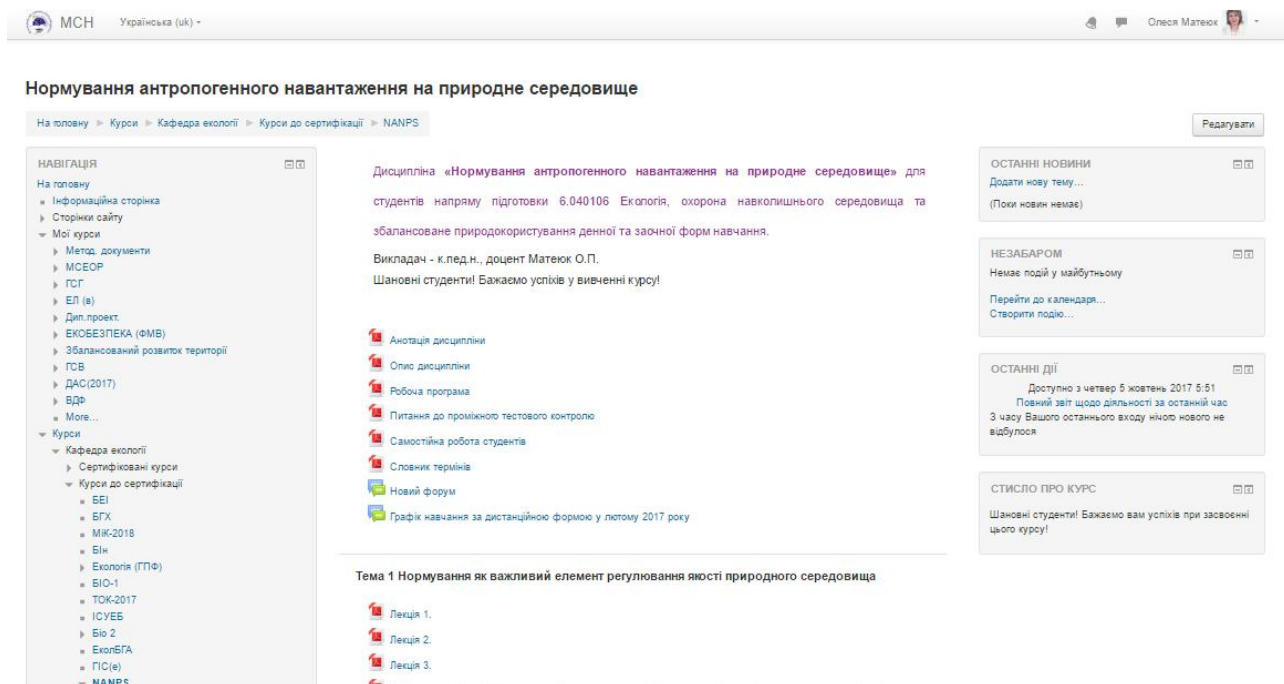 МСН Українська (uk)
Олеся Матеюк
Нормування антропогенного навантаження на природне середовище
На головну ► Курси ► Кафедра екології ► Курси до сертифікації ► NANPS
Редагувати
НАВІГАЦІЯ
На головну
Інформаційна сторінка
Сторінки сайту
Мої курси
Метод. документи
МСЕОР
ГСГ
ЕЛ (в)
Дип.проект.
ЕКОБЕЗПЕКА (ФМВ)
Збалансований розвиток території
ГСВ
ДАС(2017)
ВДФ
More...
Курси
Кафедра екології
Сертифіковані курси
Курси до сертифікації
БЕІ
БГХ
МіК-2018
БІн
Екологія (ГПФ)
БІО-1
ТОК-2017
ІСУЕБ
Біо 2
ЕколБГА
ГІС(е)
NANPS
Дисципліна «Нормування антропогенного навантаження на природне середовище» для
студентів напряму підготовки 6.040106 Екологія, охорона навколишнього середовища та
збалансоване природокористування денної та заочної форм навчання.
Викладач - к.пед.н., доцент Матеюк О.П.
Шановні студенти! Бажаємо успіхів у вивченні курсу!
Анотація дисципліни
Опис дисципліни
Робоча програма
Питання до проміжного тестового контролю
Самостійна робота студентів
Словник термінів
Новий форум
Графік навчання за дистанційною формою у лютому 2017 року
Тема 1 Нормування як важливий елемент регулювання якості природного середовища
Лекція 1.
Лекція 2.
Лекція 3.
ОСТАННІ НОВИНИ
Додати нову тему...
(Поки новин немає)
НЕЗАБАРОМ
Немає подій у майбутньому
Перейти до календаря...
Створити подію...
ОСТАННІ ДІЇ
Доступно з четвер 5 жовтень 2017 5:51
Повний звіт щодо діяльності за останній час
З часу Вашого останнього входу нічого нового не
відбулося
СТИСЛО ПРО КУРС
Шановні студенти! Бажаємо вам успіхів при засвоєнні
цього курсу!